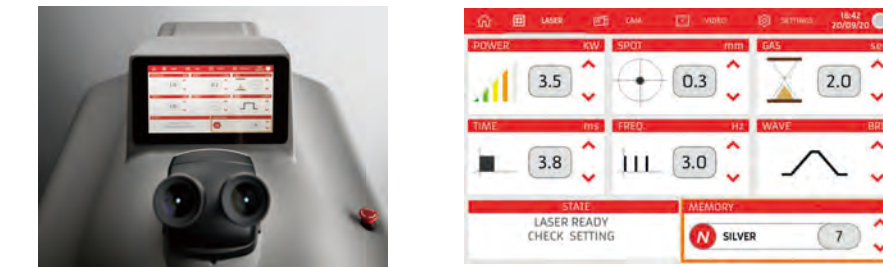 LASER
CAM
VIDEO
SETTINGS
16:42
20/09/20
POWER KW
3.5
SPOT mm
0.3
GAS
2.0
TIME ms
3.8
FREQ. Hz
3.0
WAVE
STATE
LASER READY
CHECK SETTING
MEMORY
N SILVER 7